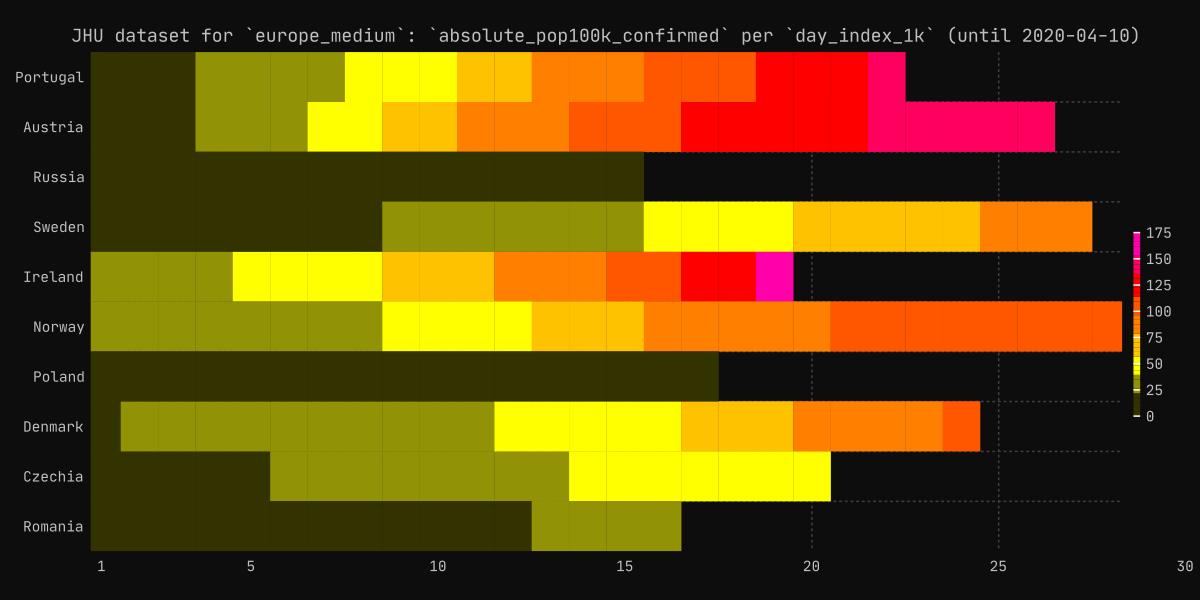 JHU dataset for `europe_medium`: `absolute_pop100k_confirmed` per `day_index_1k` (until 2020-04-10)
Portugal
Austria
Russia
Sweden
Ireland
Norway
Poland
Denmark
Czechia
Romania
175
150
125
100
75
50
25
0
1 5 10 15 20 25 30